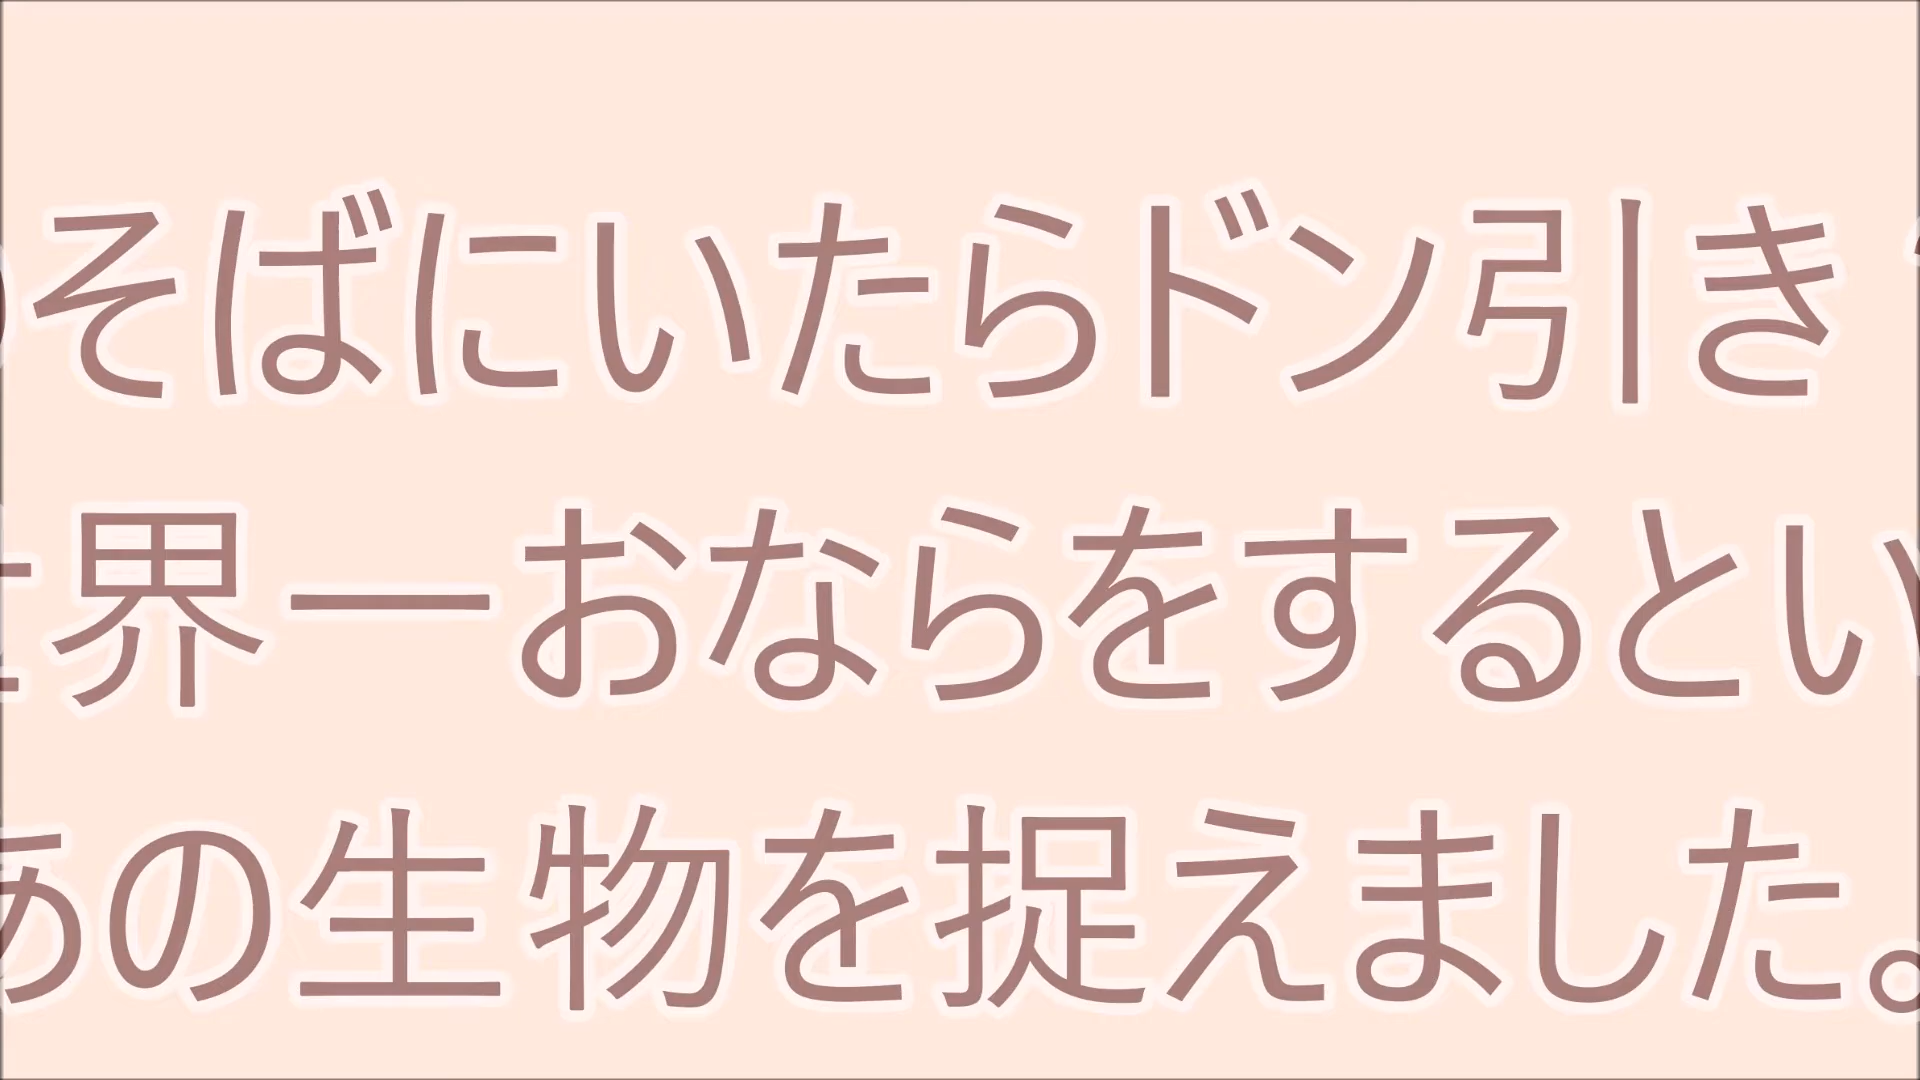 そばにいたらドン引き
界一おならをするとい
あの生物を捉えました。